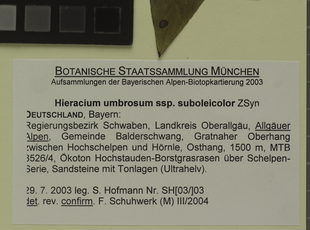 BOTANISCHE STAATSSAMMLUNG MÜNCHEN
Aufsammlungen der Bayerischen Alpen-Biotopkartierung 2003
Hieracium umbrosum ssp. suboleicolor ZSyn
DEUTSCHLAND, Bayern:
Regierungsbezirk Schwaben, Landkreis Oberallgäu, Allgäuer
Alpen, Gemeinde Balderschwang, Gratnaher Oberhang
zwischen Hochschelpen und Hörnle, Osthang, 1500 m, MTB
8526/4, Ökoton Hochstauden-Borstgrasrasen über Schelpen-
Serie, Sandsteine mit Tonlagen (Ultrahelv).
29. 7. 2003 leg. S. Hofmann Nr. SH[03/]03
det. rev. confirm. F. Schuhwerk (M) III/2004